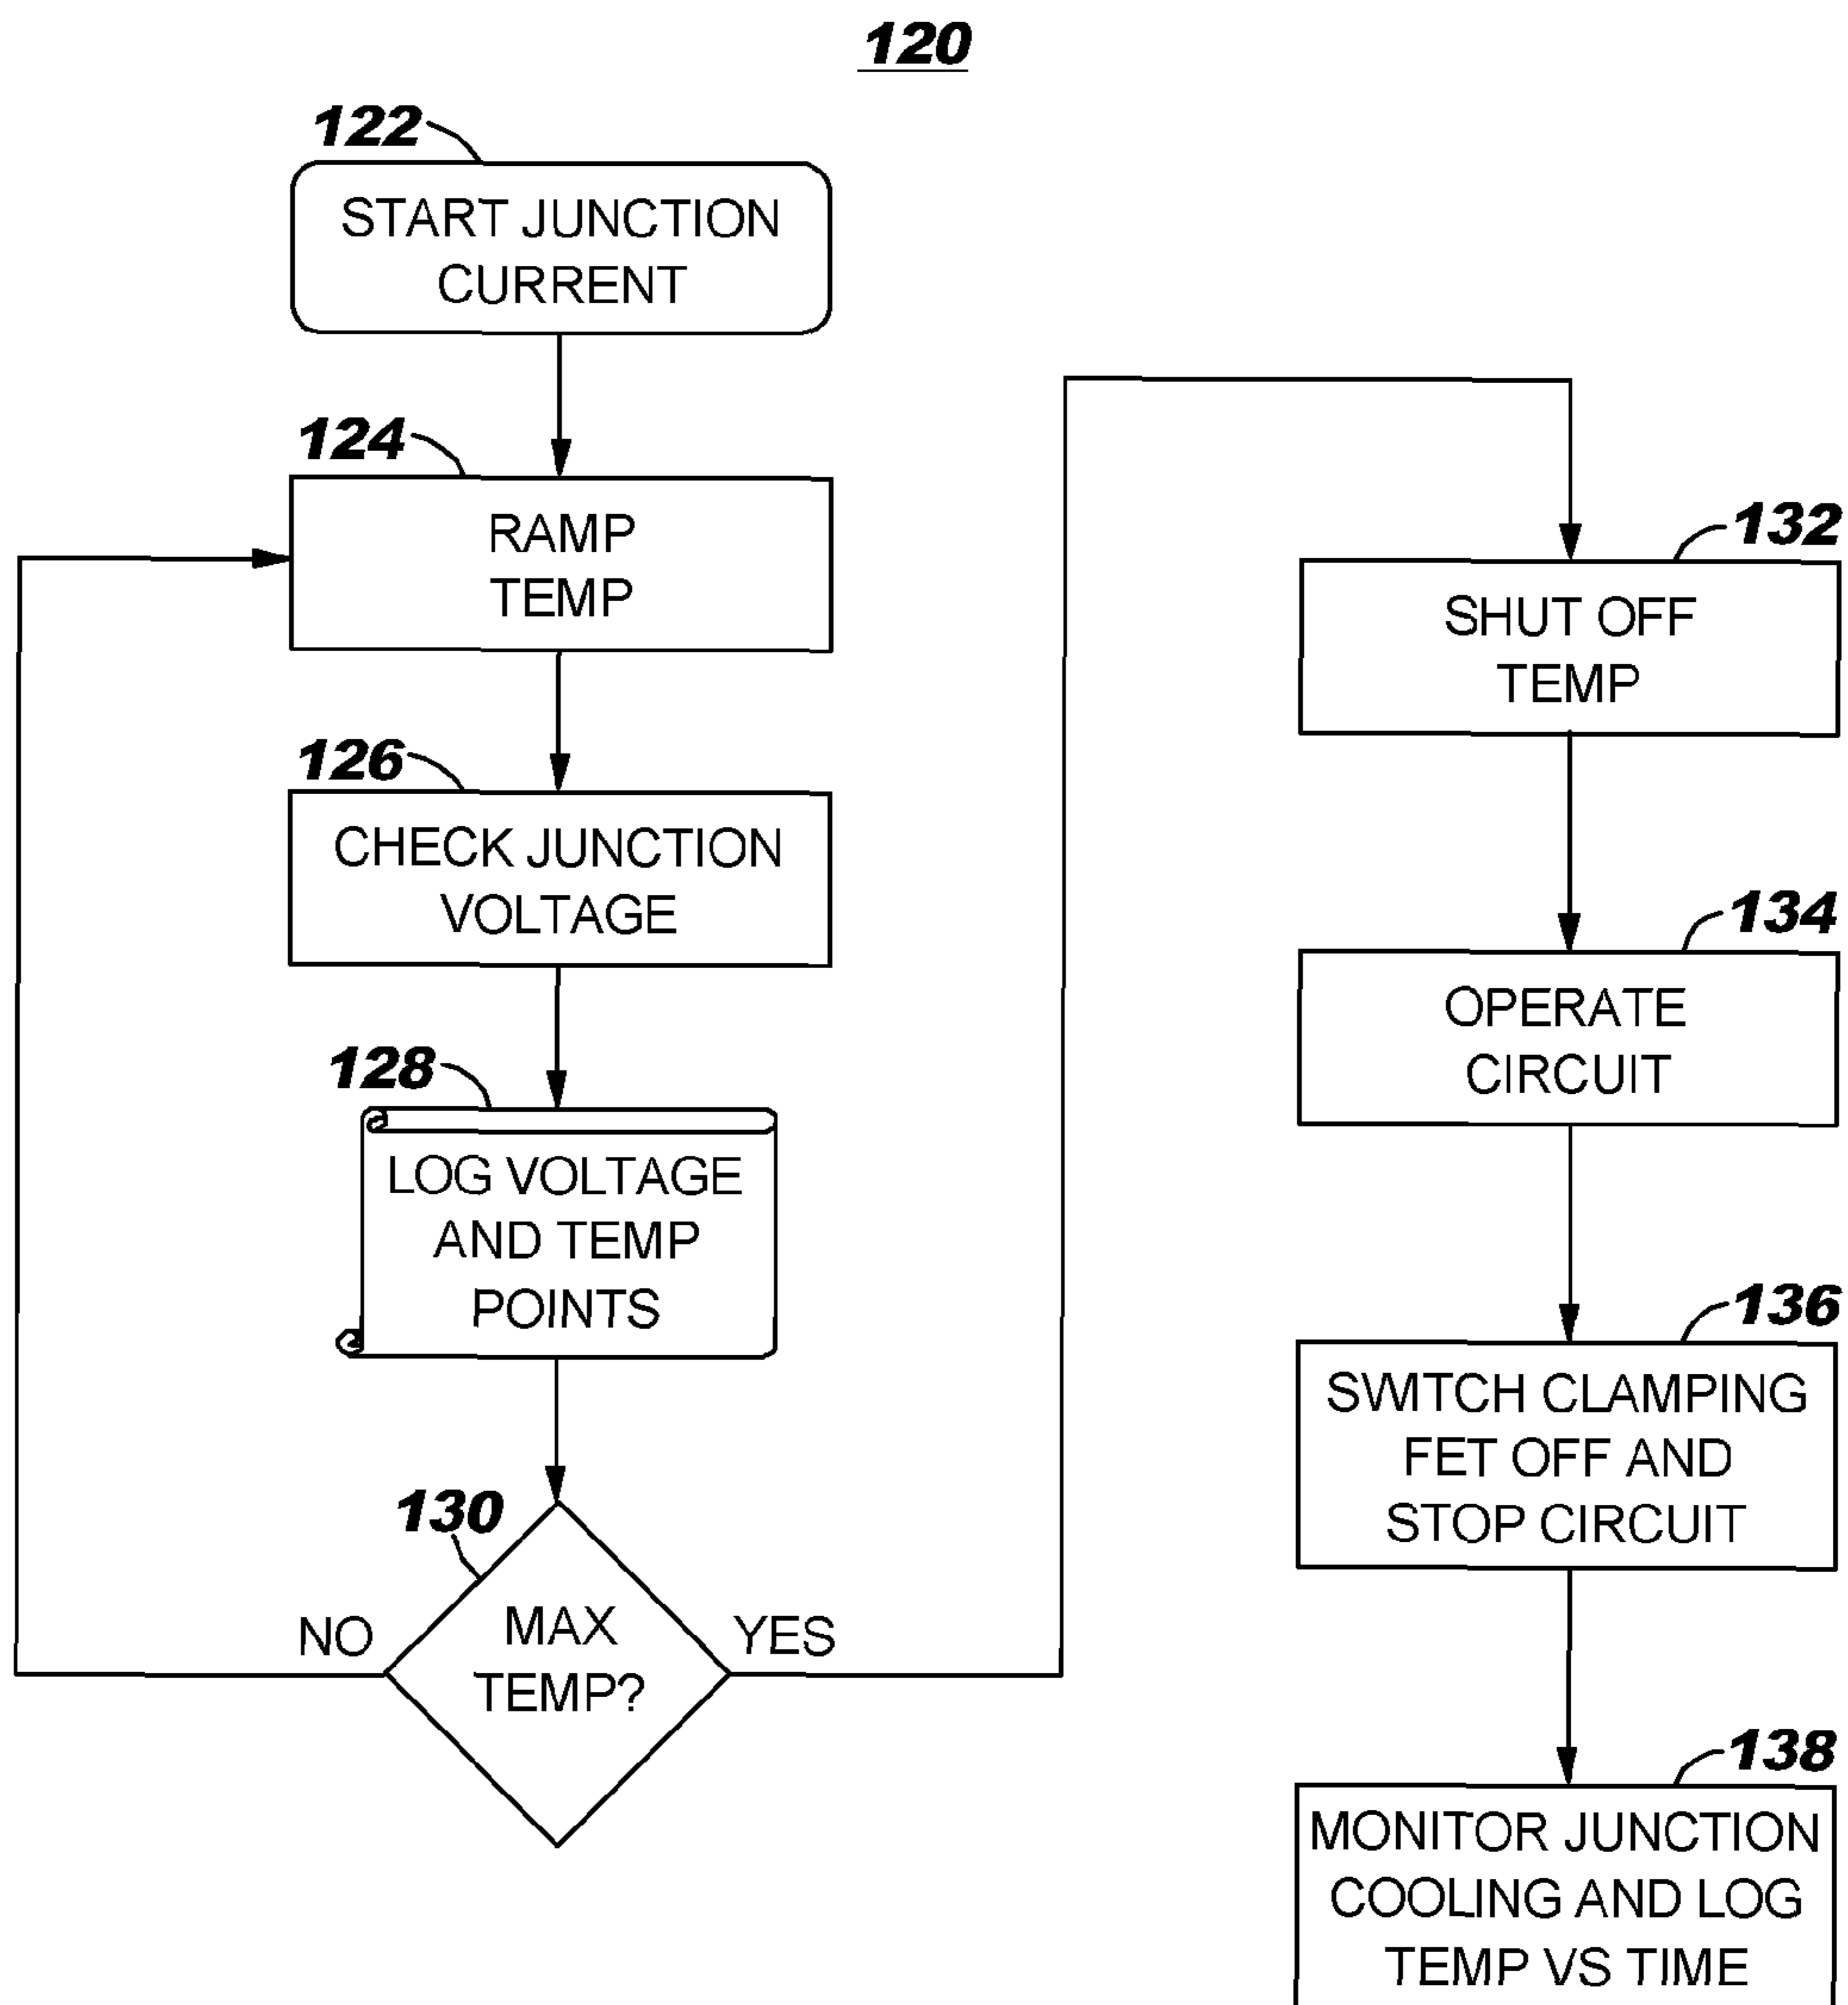 120
122
START JUNCTION
CURRENT
124
RAMP
TEMP
126
CHECK JUNCTION
VOLTAGE
128
LOG VOLTAGE
AND TEMP
POINTS
130
MAX
TEMP?
NO
YES
132
SHUT OFF
TEMP
134
OPERATE
CIRCUIT
136
SWITCH CLAMPING
FET OFF AND
STOP CIRCUIT
138
MONITOR JUNCTION
COOLING AND LOG
TEMP VS TIME